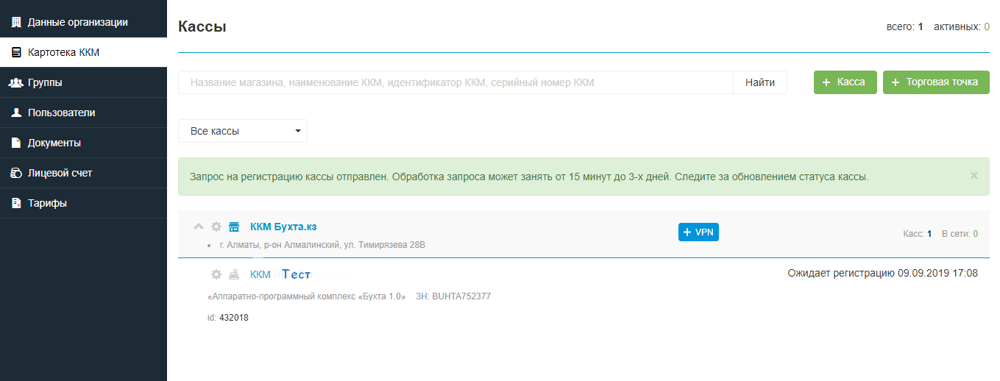 Данные организации
Картотека ККМ
Группы
Пользователи
Документы
Лицевой счет
Тарифы
Кассы
всего: 1 активных: 0
Название магазина, наименование ККМ, идентификатор ККМ, серийный номер ККМ
Найти
+ Касса
+ Торговая точка
Все кассы
Запрос на регистрацию кассы отправлен. Обработка запроса может занять от 15 минут до 3-х дней. Следите за обновлением статуса кассы.
×
ККМ Бухта.кз
+ VPN
Касс: 1 В сети: 0
• г. Алматы, р-он Алмалинский, ул. Тимирязева 28В
ККМ Тест
Ожидает регистрацию 09.09.2019 17:08
«Аппаратно-программный комплекс «Бухта 1.0» ЗН: BUHTA752377
id: 432018